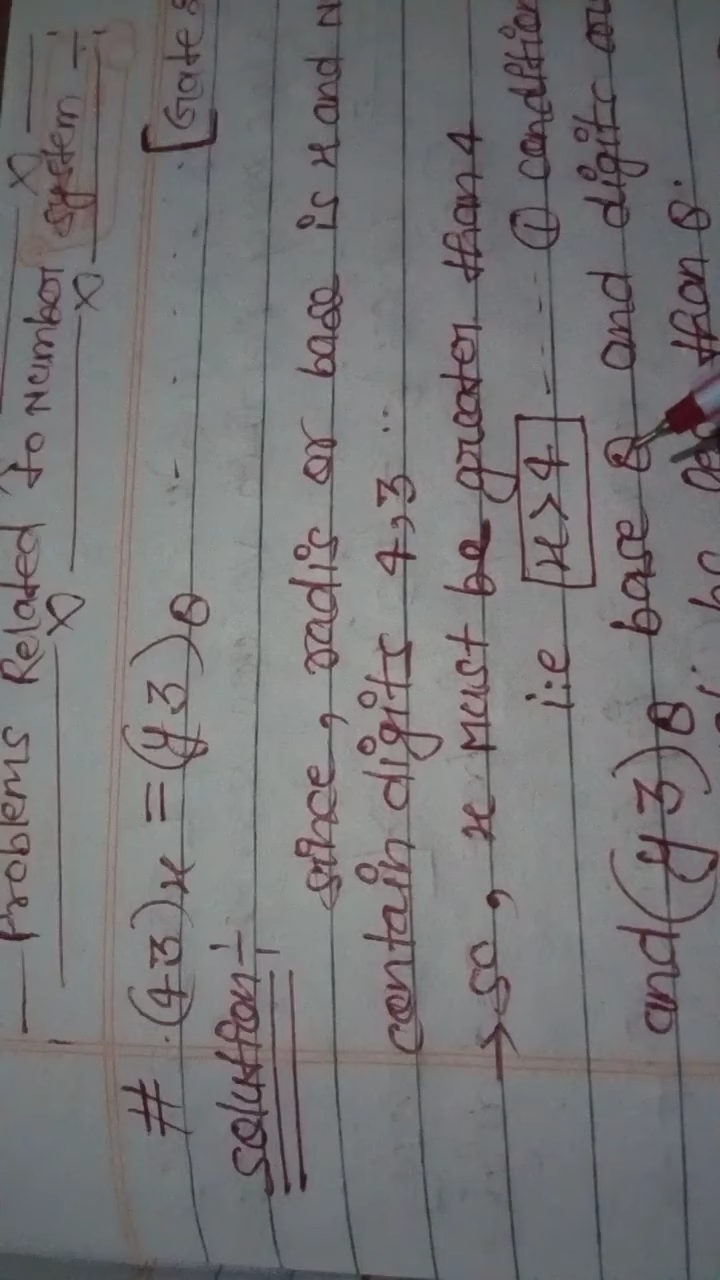 Problems Related To Number System :-
# (43)x = (y3)8 [Gate
Solution :-
since, radix or base is x and N
contain digits 4,3
→ so, x must be greater than 4
i:e x>4 ---- ① condition
and (y3)8 base 8 and digits
be than 8.